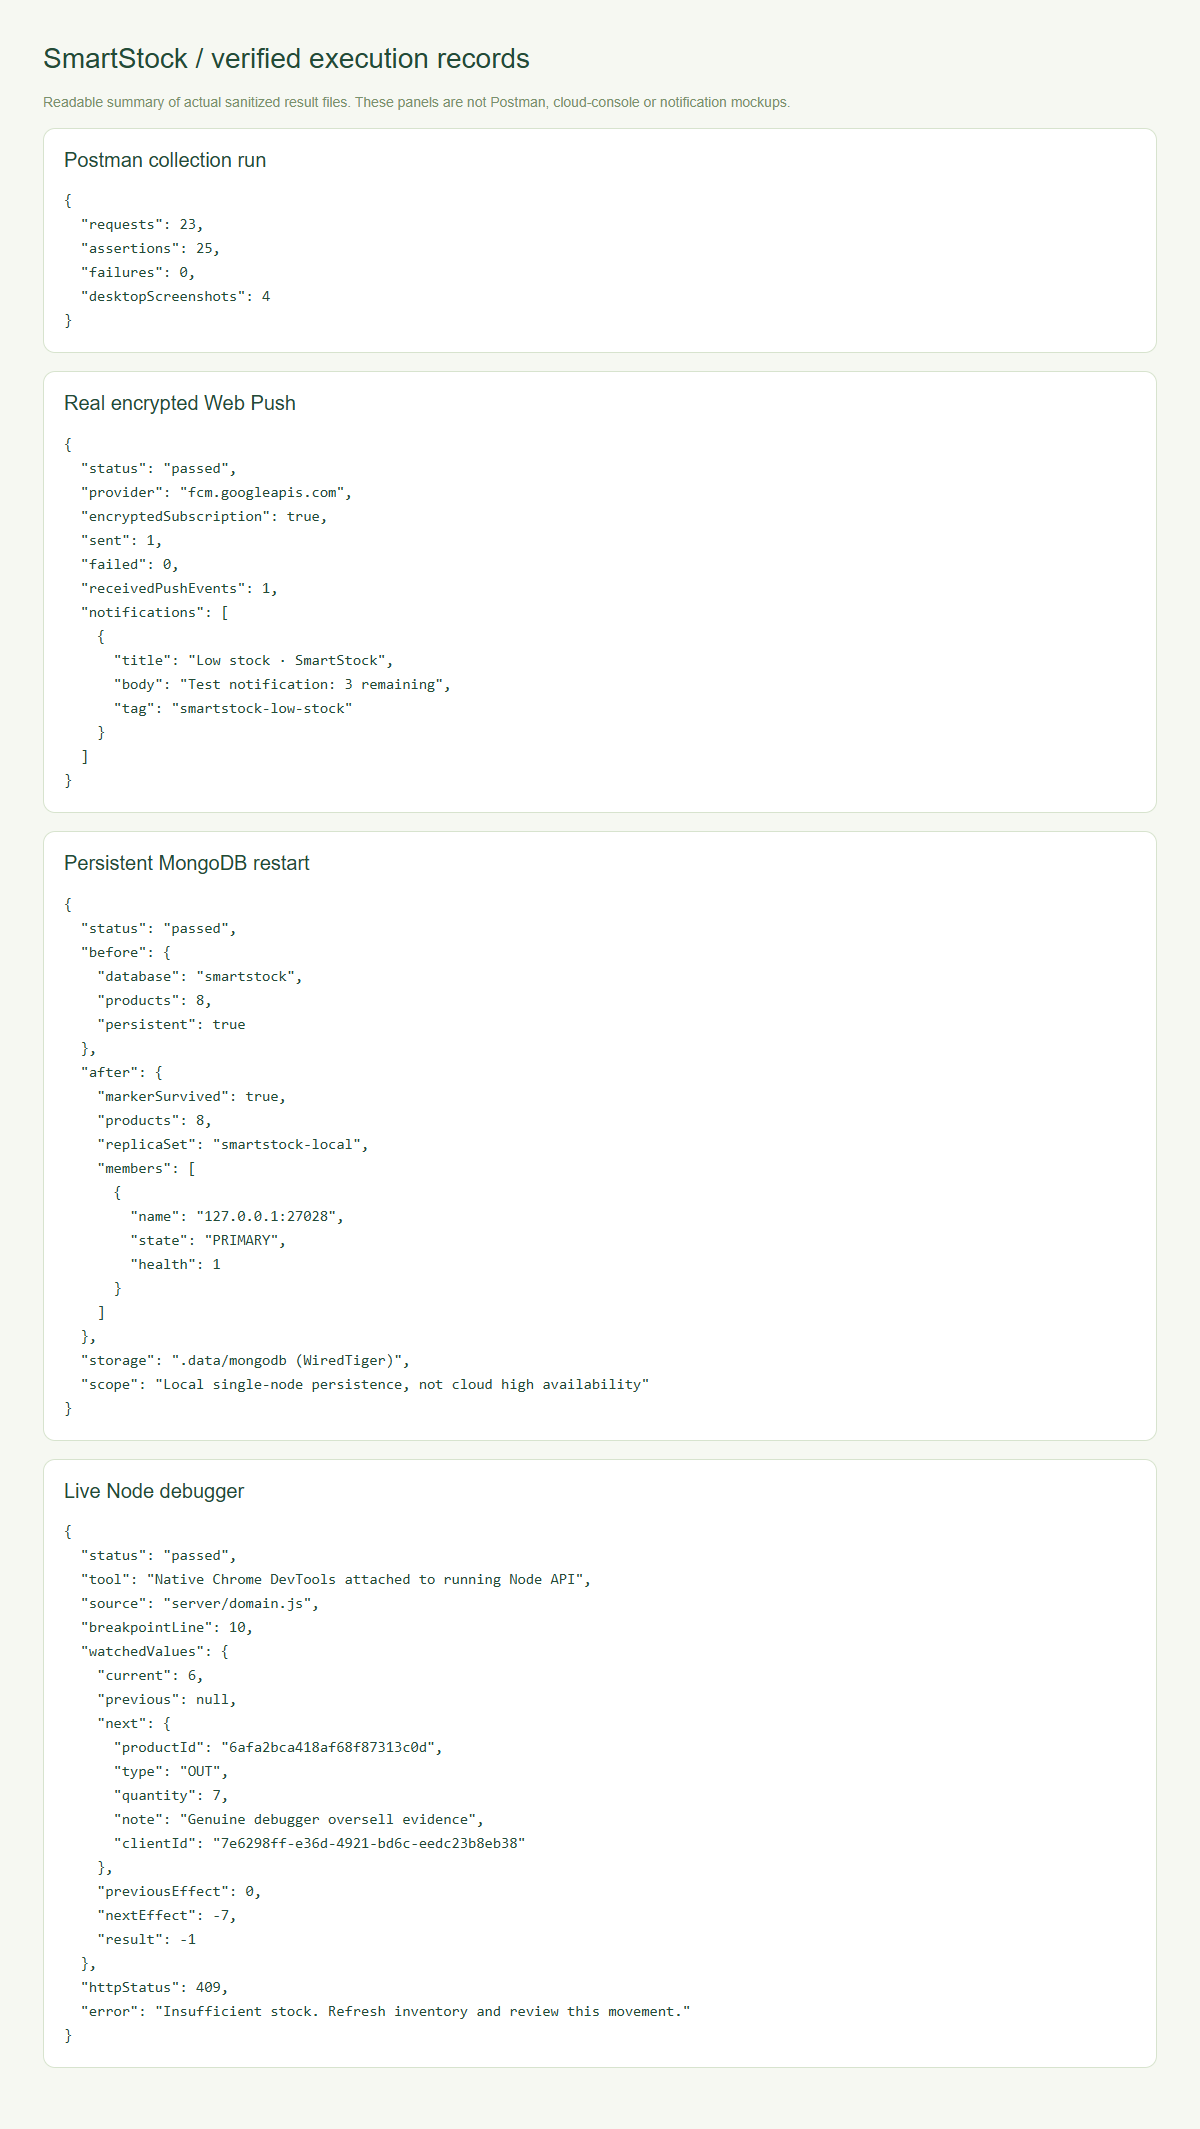 SmartStock / verified execution records
Readable summary of actual sanitized result files. These panels are not Postman, cloud-console or notification mockups.
Postman collection run
{
  "requests": 23,
  "assertions": 25,
  "failures": 0,
  "desktopScreenshots": 4
}
Real encrypted Web Push
{
  "status": "passed",
  "provider": "fcm.googleapis.com",
  "encryptedSubscription": true,
  "sent": 1,
  "failed": 0,
  "receivedPushEvents": 1,
  "notifications": [
    {
      "title": "Low stock · SmartStock",
      "body": "Test notification: 3 remaining",
      "tag": "smartstock-low-stock"
    }
  ]
}
Persistent MongoDB restart
{
  "status": "passed",
  "before": {
    "database": "smartstock",
    "products": 8,
    "persistent": true
  },
  "after": {
    "markerSurvived": true,
    "products": 8,
    "replicaSet": "smartstock-local",
    "members": [
      {
        "name": "127.0.0.1:27028",
        "state": "PRIMARY",
        "health": 1
      }
    ]
  },
  "storage": ".data/mongodb (WiredTiger)",
  "scope": "Local single-node persistence, not cloud high availability"
}
Live Node debugger
{
  "status": "passed",
  "tool": "Native Chrome DevTools attached to running Node API",
  "source": "server/domain.js",
  "breakpointLine": 10,
  "watchedValues": {
    "current": 6,
    "previous": null,
    "next": {
      "productId": "6afa2bca418af68f87313c0d",
      "type": "OUT",
      "quantity": 7,
      "note": "Genuine debugger oversell evidence",
      "clientId": "7e6298ff-e36d-4921-bd6c-eedc23b8eb38"
    },
    "previousEffect": 0,
    "nextEffect": -7,
    "result": -1
  },
  "httpStatus": 409,
  "error": "Insufficient stock. Refresh inventory and review this movement."
}